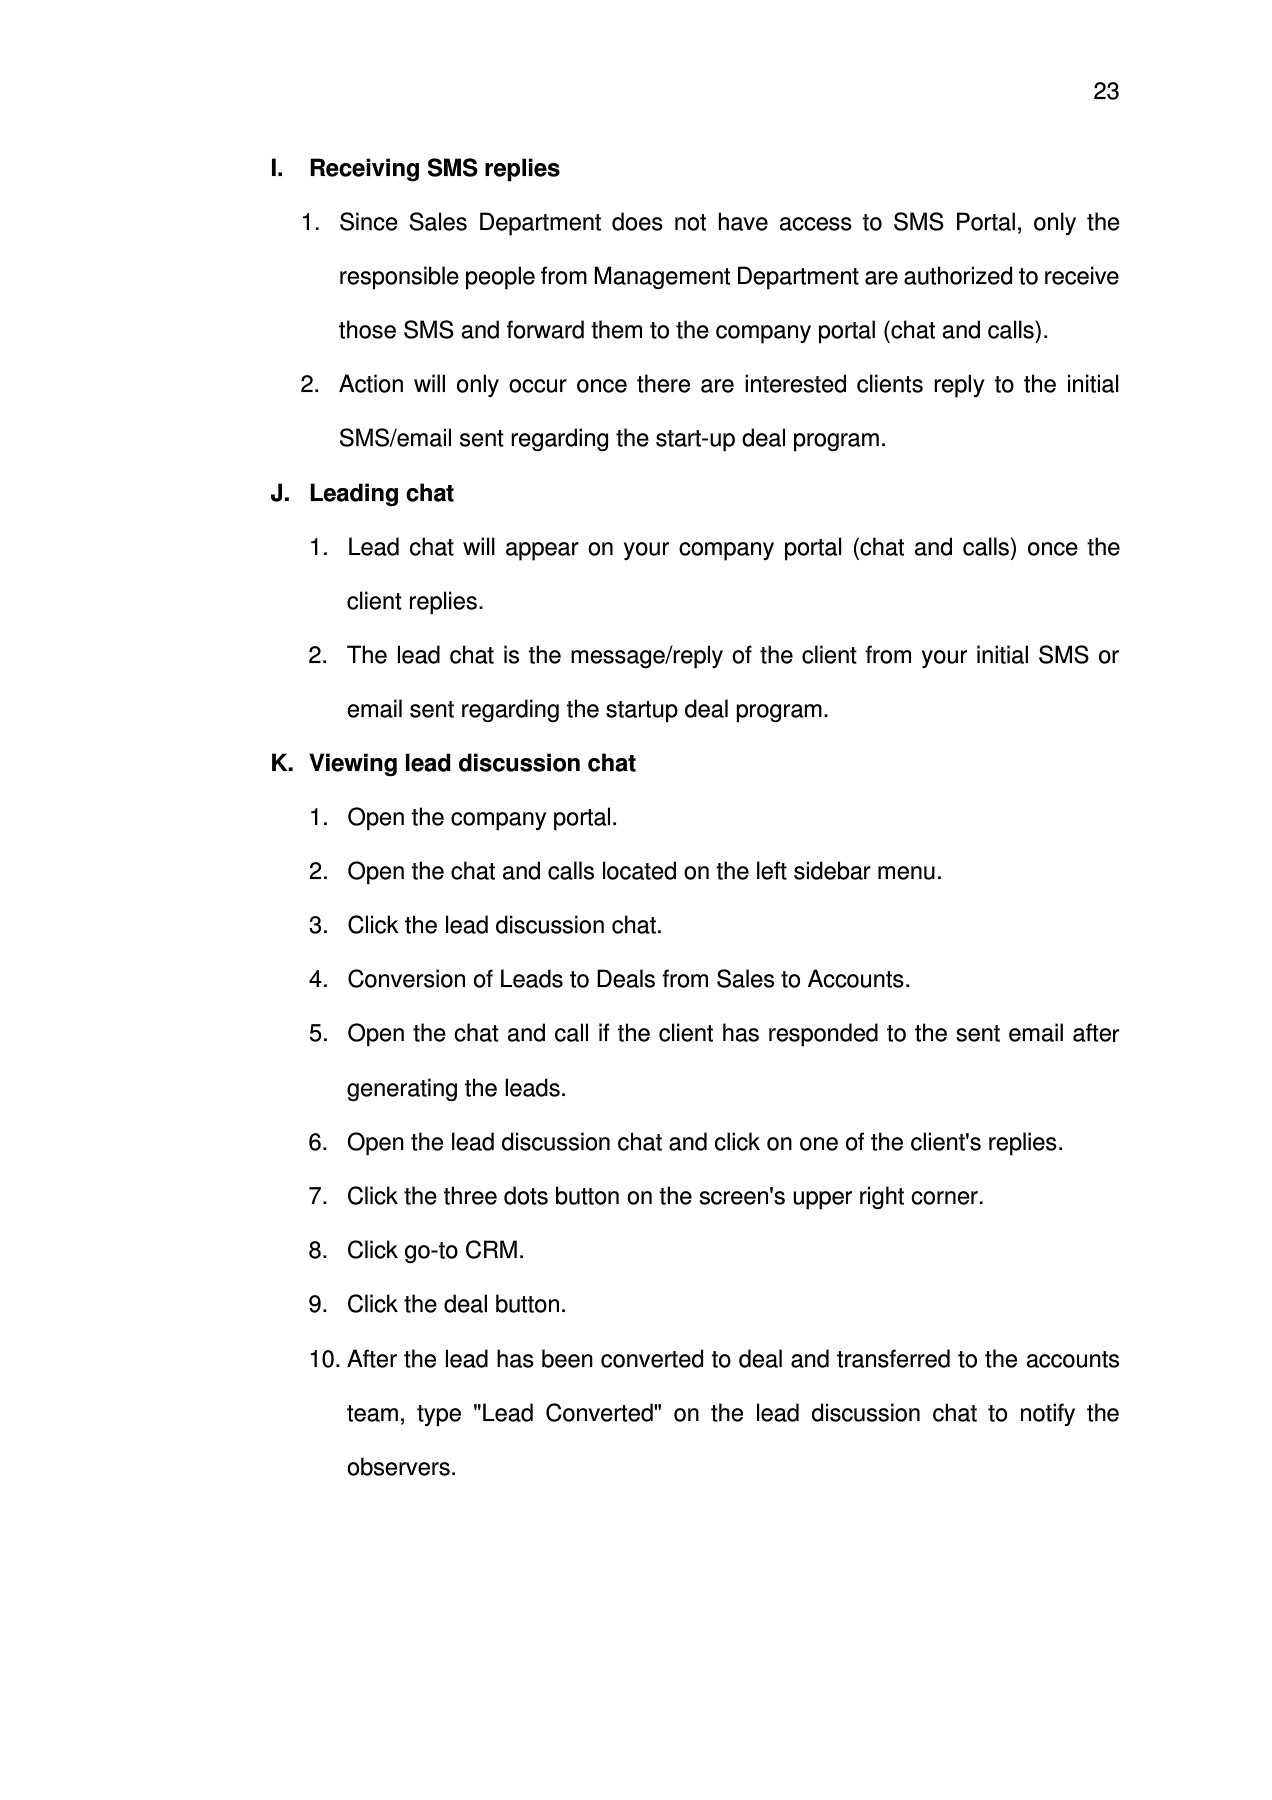 23
I. Receiving SMS replies
1. Since Sales Department does not have access to SMS Portal, only the
responsible people from Management Department are authorized to receive
those SMS and forward them to the company portal (chat and calls).
2. Action will only occur once there are interested clients reply to the initial
SMS/email sent regarding the start-up deal program.
J. Leading chat
1. Lead chat will appear on your company portal (chat and calls) once the
client replies.
2. The lead chat is the message/reply of the client from your initial SMS or
email sent regarding the startup deal program.
K. Viewing lead discussion chat
1. Open the company portal.
2. Open the chat and calls located on the left sidebar menu.
3. Click the lead discussion chat.
4. Conversion of Leads to Deals from Sales to Accounts.
5. Open the chat and call if the client has responded to the sent email after
generating the leads.
6. Open the lead discussion chat and click on one of the client's replies.
7. Click the three dots button on the screen's upper right corner.
8. Click go-to CRM.
9. Click the deal button.
10. After the lead has been converted to deal and transferred to the accounts
team, type "Lead Converted" on the lead discussion chat to notify the
observers.